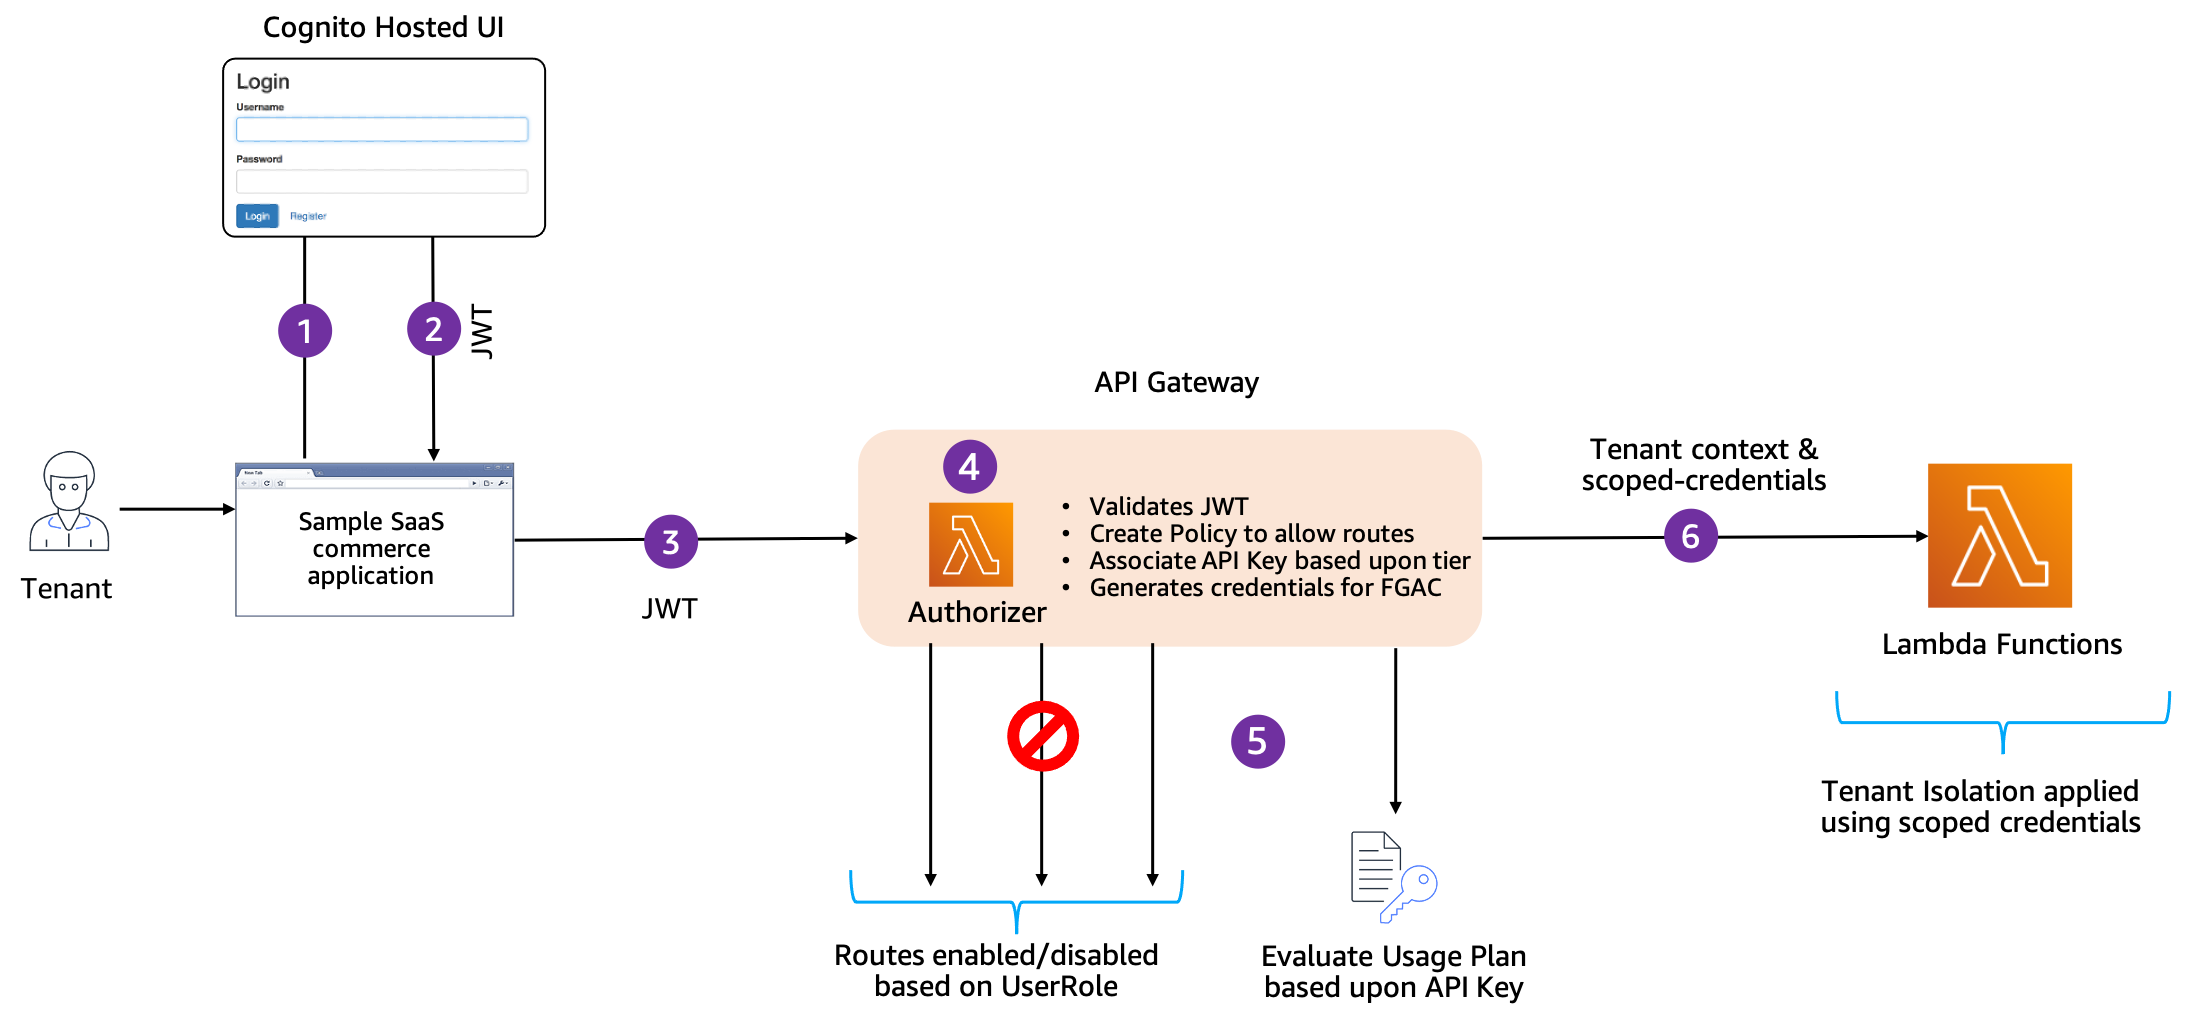 Cognito Hosted UI
Login
Username
Password
Login Register
1
2
JWT
Tenant
New Tab
Sample SaaS
commerce
application
3
JWT
API Gateway
4
Authorizer
• Validates JWT
• Create Policy to allow routes
• Associate API Key based upon tier
• Generates credentials for FGAC
5
Routes enabled/disabled
based on UserRole
Evaluate Usage Plan
based upon API Key
Tenant context &
scoped-credentials
6
Lambda Functions
Tenant Isolation applied
using scoped credentials